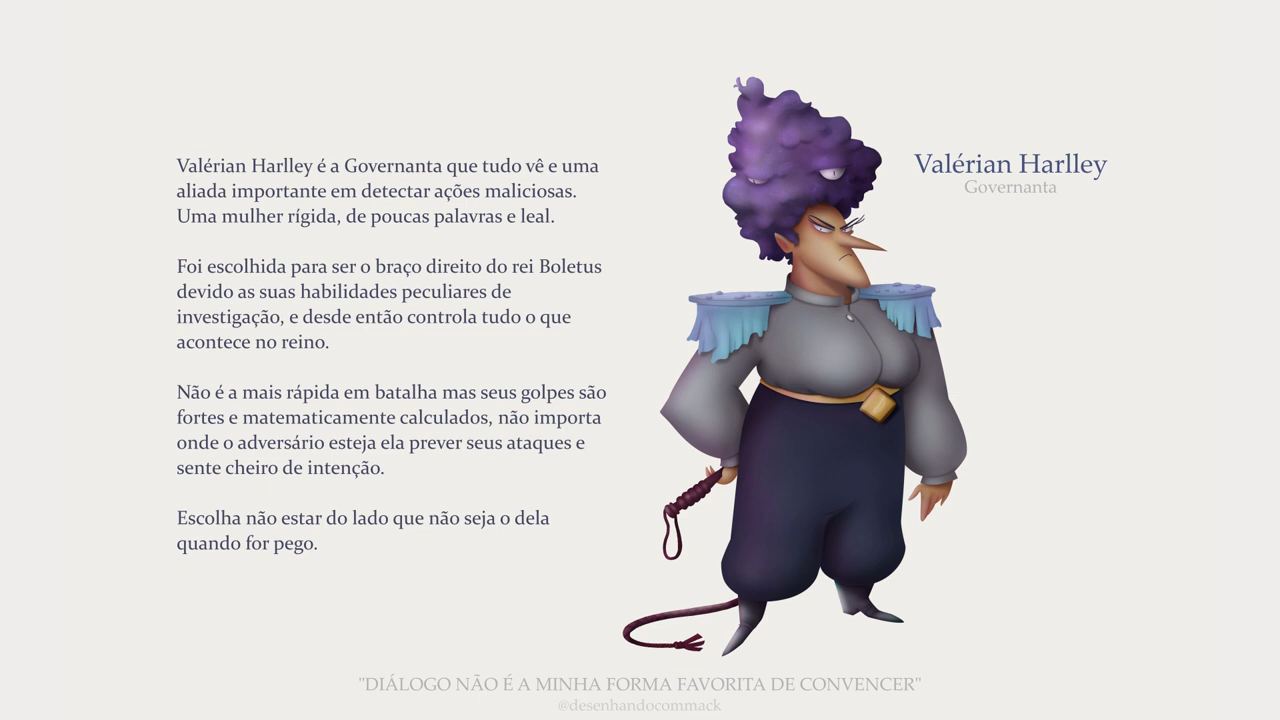 Valérian Harlley é a Governanta que tudo vê e uma
aliada importante em detectar ações maliciosas.
Uma mulher rígida, de poucas palavras e leal.
Foi escolhida para ser o braço direito do rei Boletus
devido as suas habilidades peculiares de
investigação, e desde então controla tudo o que
acontece no reino.
Não é a mais rápida em batalha mas seus golpes são
fortes e matematicamente calculados, não importa
onde o adversário esteja ela prever seus ataques e
sente cheiro de intenção.
Escolha não estar do lado que não seja o dela
quando for pego.
Valérian Harlley
Governanta
"DIÁLOGO NÃO É A MINHA FORMA FAVORITA DE CONVENCER"
@desenhandocommack